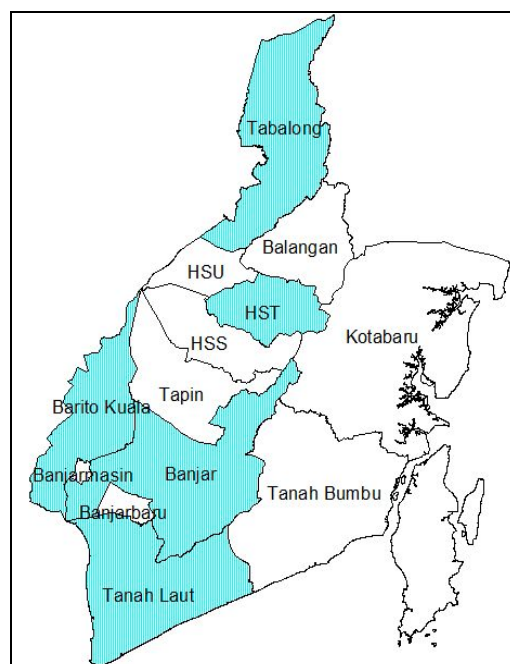 Tabalong
Balangan
HSU
HST
Kotabaru
HSS
Tapin
Barito Kuala
Banjarmasin
Banjar
Tanah Bumbu
Banjarbaru
Tanah Laut